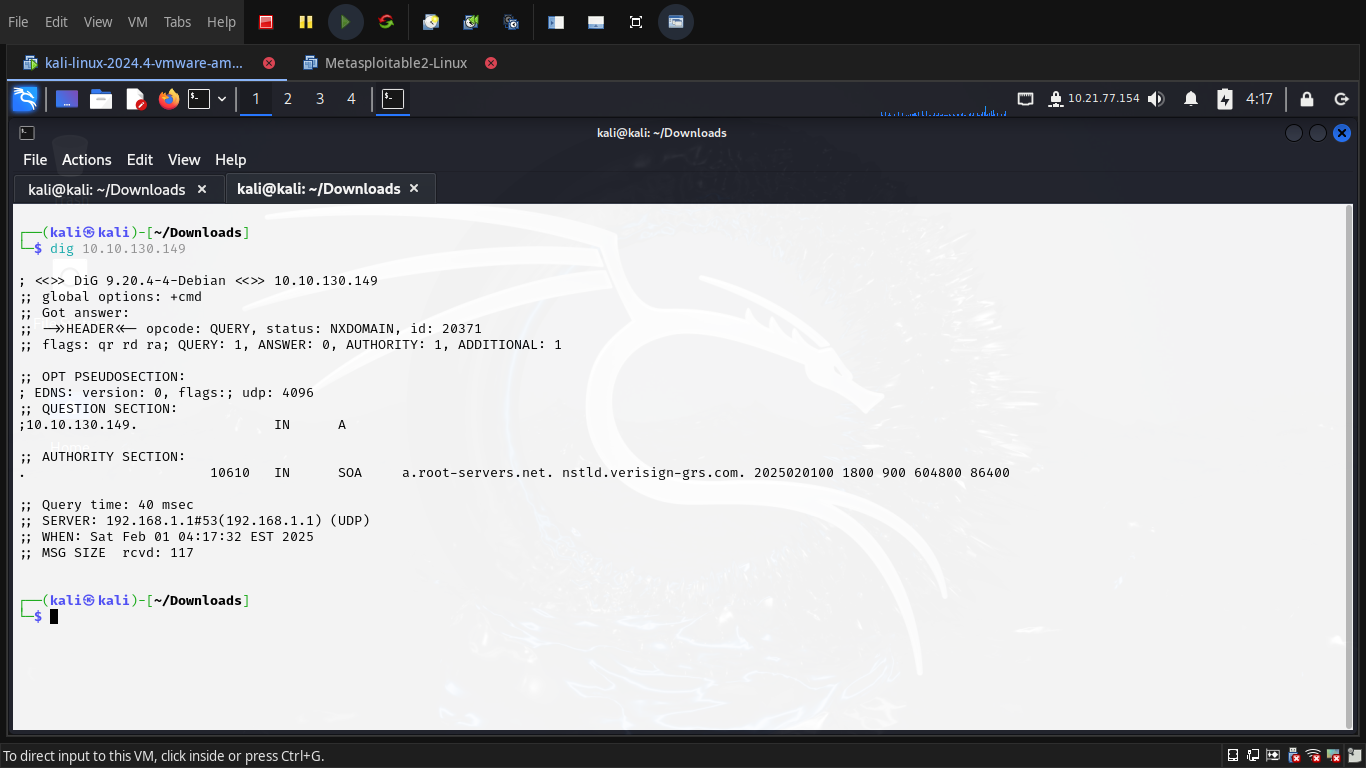 File Edit View VM Tabs Help
kali-linux-2024.4-vmware-am... Metasploitable2-Linux
1 2 3 4 10.21.77.154 4:17
kali@kali: ~/Downloads
File Actions Edit View Help
kali@kali: ~/Downloads kali@kali: ~/Downloads
┌──(kali㉿kali)-[~/Downloads]
└─$ dig 10.10.130.149
; <<>> DiG 9.20.4-4-Debian <<>> 10.10.130.149
;; global options: +cmd
;; Got answer:
;; ->>HEADER<<- opcode: QUERY, status: NXDOMAIN, id: 20371
;; flags: qr rd ra; QUERY: 1, ANSWER: 0, AUTHORITY: 1, ADDITIONAL: 1
;; OPT PSEUDOSECTION:
; EDNS: version: 0, flags:; udp: 4096
;; QUESTION SECTION:
;10.10.130.149. IN A
;; AUTHORITY SECTION:
. 10610 IN SOA a.root-servers.net. nstld.verisign-grs.com. 2025020100 1800 900 604800 86400
;; Query time: 40 msec
;; SERVER: 192.168.1.1#53(192.168.1.1) (UDP)
;; WHEN: Sat Feb 01 04:17:32 EST 2025
;; MSG SIZE rcvd: 117
┌──(kali㉿kali)-[~/Downloads]
└─$
To direct input to this VM, click inside or press Ctrl+G.